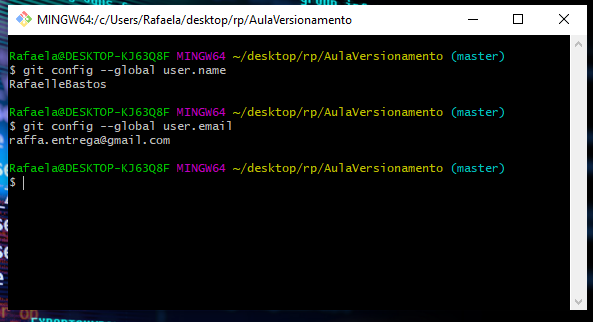 MINGW64:/c/Users/Rafaela/desktop/rp/AulaVersionamento
Rafaela@DESKTOP-KJ63Q8F MINGW64 ~/desktop/rp/AulaVersionamento (master)
$ git config --global user.name
RafaelleBastos
Rafaela@DESKTOP-KJ63Q8F MINGW64 ~/desktop/rp/AulaVersionamento (master)
$ git config --global user.email
raffa.entrega@gmail.com
Rafaela@DESKTOP-KJ63Q8F MINGW64 ~/desktop/rp/AulaVersionamento (master)
$